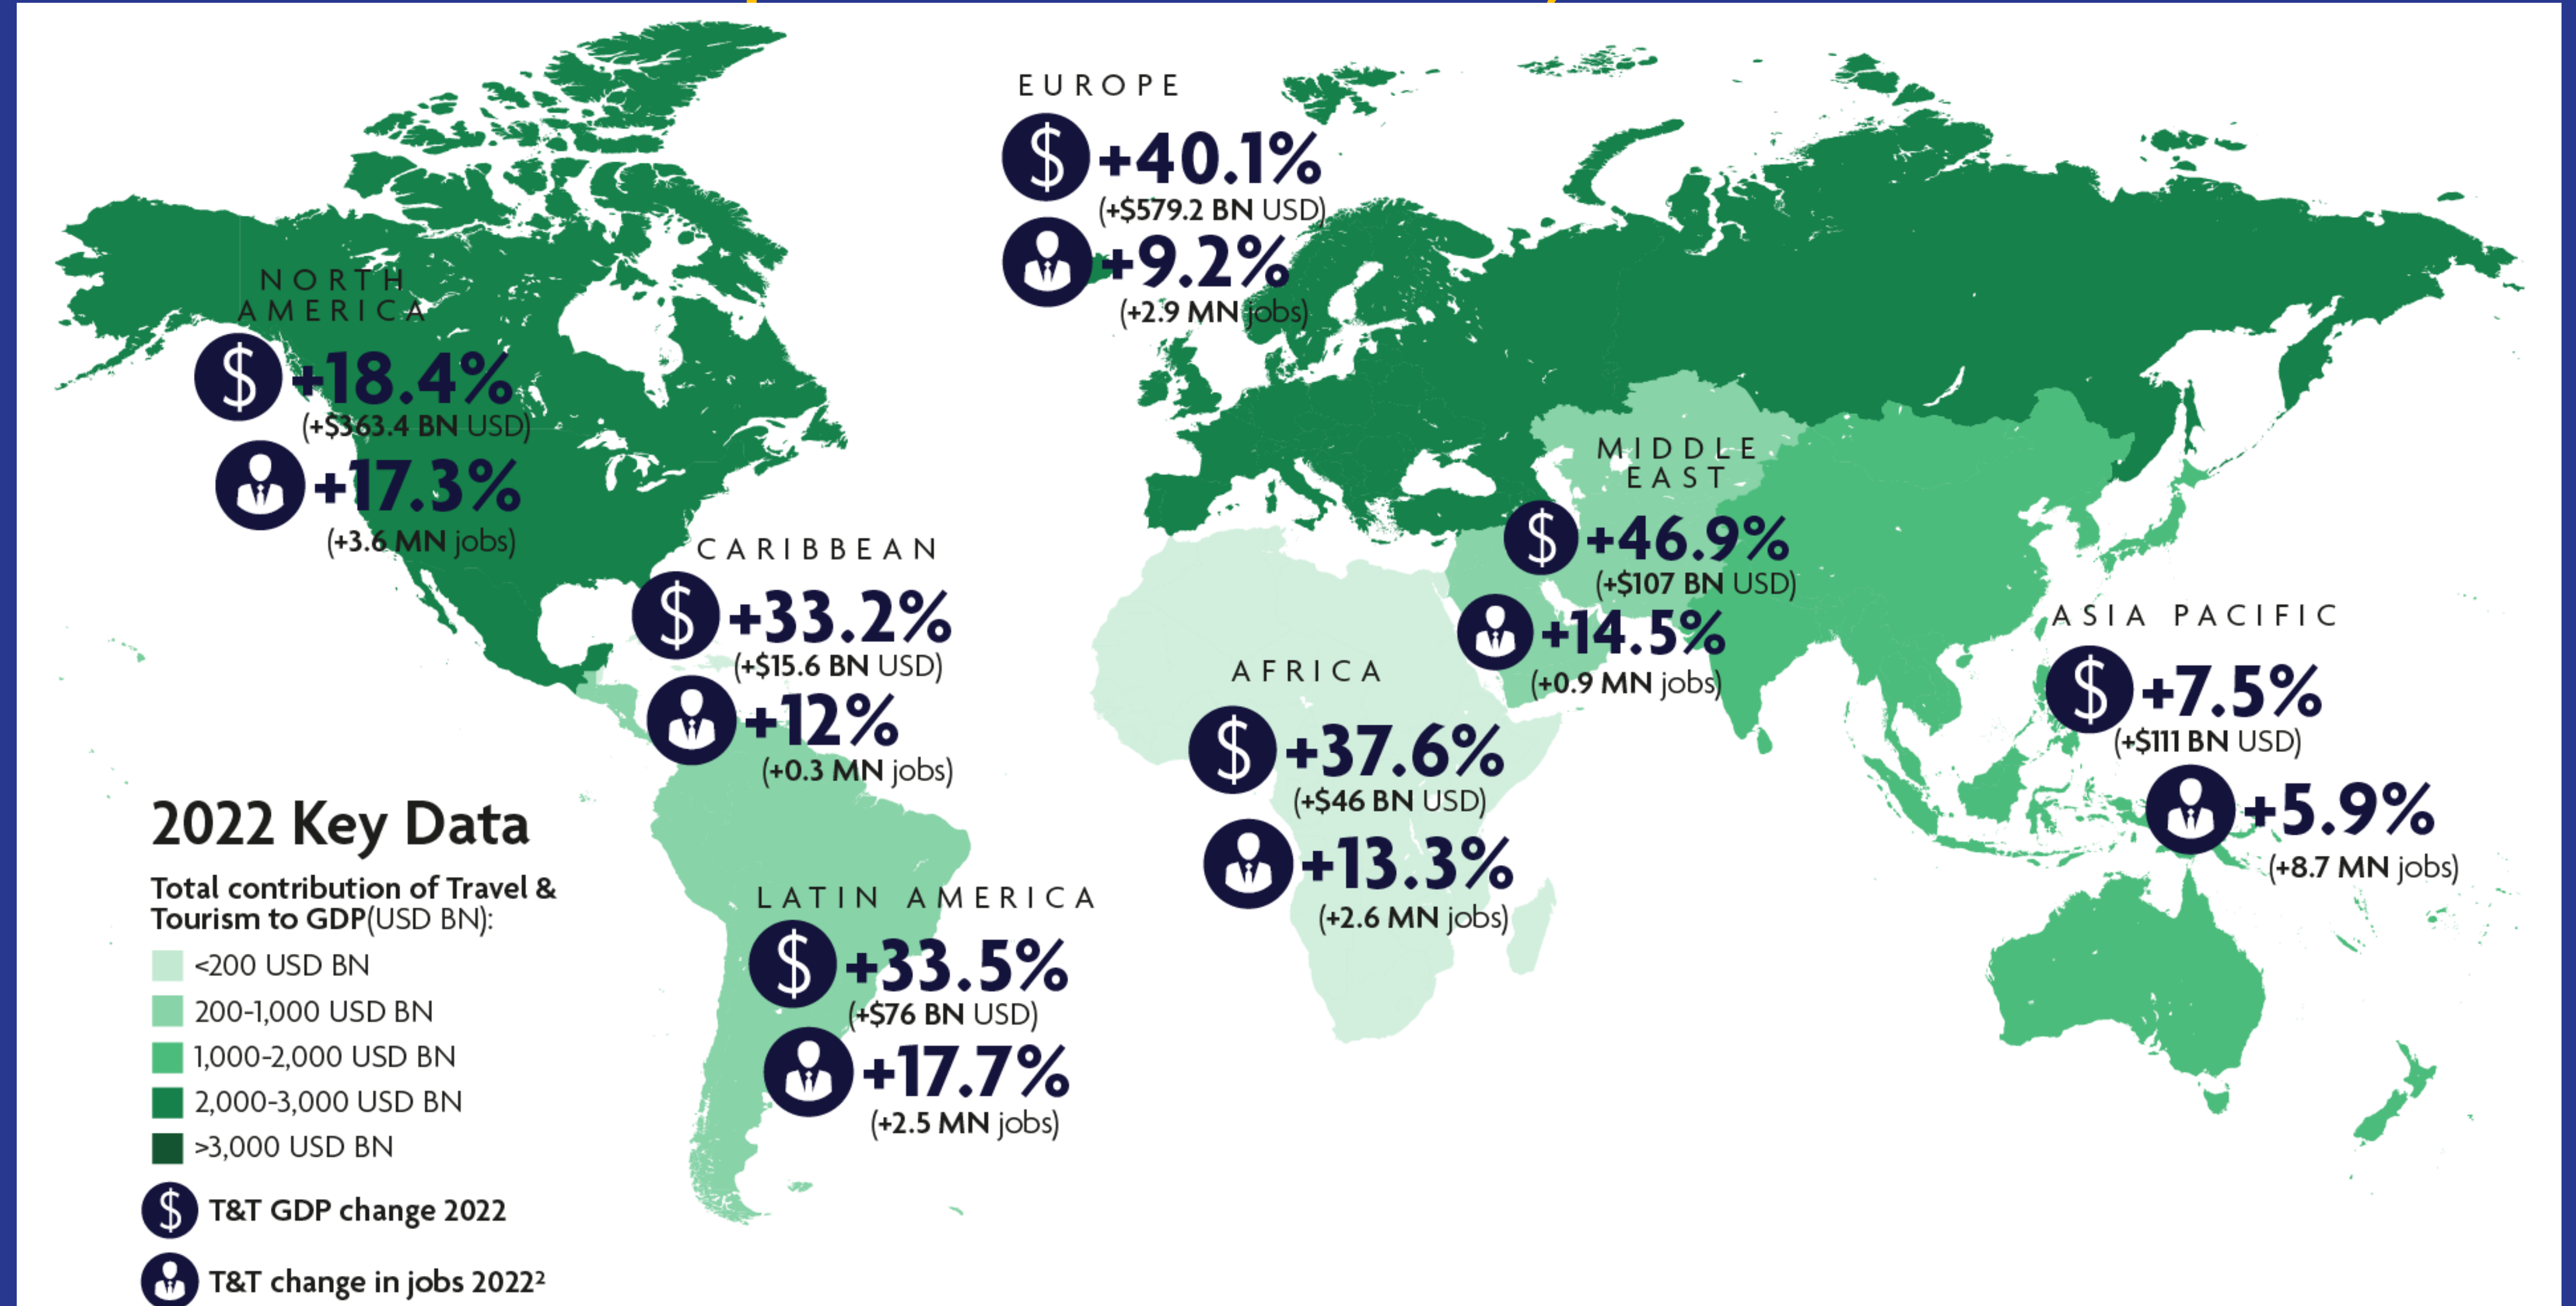 EUROPE
$ +40.1%
(+$579.2 BN USD)
+9.2%
(+2.9 MN jobs)
NORTH
AMERICA
$ +18.4%
(+$363.4 BN USD)
+17.3%
(+3.6 MN jobs)
CARIBBEAN
$ +33.2%
(+$15.6 BN USD)
+12%
(+0.3 MN jobs)
MIDDLE
EAST
$ +46.9%
(+$107 BN USD)
+14.5%
(+0.9 MN jobs)
AFRICA
$ +37.6%
(+$46 BN USD)
+13.3%
(+2.6 MN jobs)
ASIA PACIFIC
$ +7.5%
(+$111 BN USD)
+5.9%
(+8.7 MN jobs)
LATIN AMERICA
$ +33.5%
(+$76 BN USD)
+17.7%
(+2.5 MN jobs)
2022 Key Data
Total contribution of Travel &
Tourism to GDP(USD BN):
<200 USD BN
200-1,000 USD BN
1,000-2,000 USD BN
2,000-3,000 USD BN
>3,000 USD BN
$ T&T GDP change 2022
T&T change in jobs 2022²